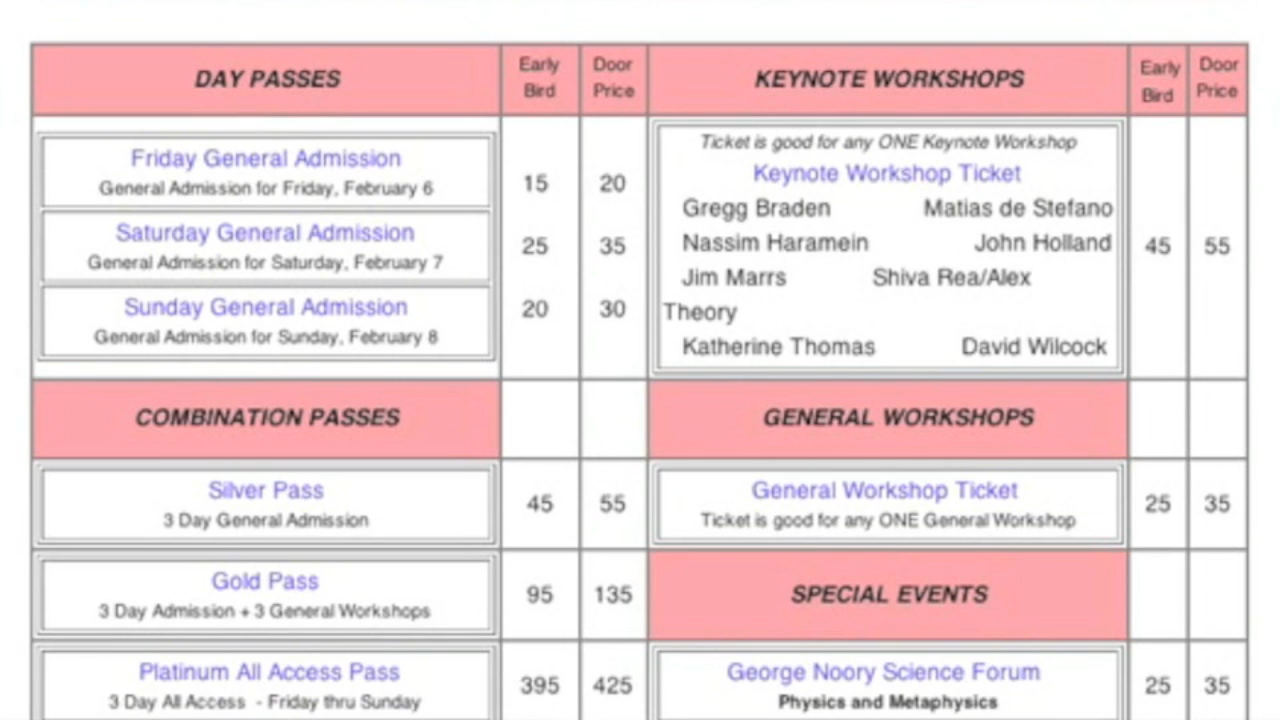 DAY PASSES
Early Bird
Door Price
KEYNOTE WORKSHOPS
Early Bird
Door Price
Friday General Admission
General Admission for Friday, February 6
15
20
Saturday General Admission
General Admission for Saturday, February 7
25
35
Sunday General Admission
General Admission for Sunday, February 8
20
30
Ticket is good for any ONE Keynote Workshop
Keynote Workshop Ticket
Gregg Braden Matias de Stefano
Nassim Haramein John Holland
Jim Marrs Shiva Rea/Alex
Theory
Katherine Thomas David Wilcock
45
55
COMBINATION PASSES
GENERAL WORKSHOPS
Silver Pass
3 Day General Admission
45
55
General Workshop Ticket
Ticket is good for any ONE General Workshop
25
35
Gold Pass
3 Day Admission + 3 General Workshops
95
135
SPECIAL EVENTS
Platinum All Access Pass
3 Day All Access - Friday thru Sunday
395
425
George Noory Science Forum
Physics and Metaphysics
25
35